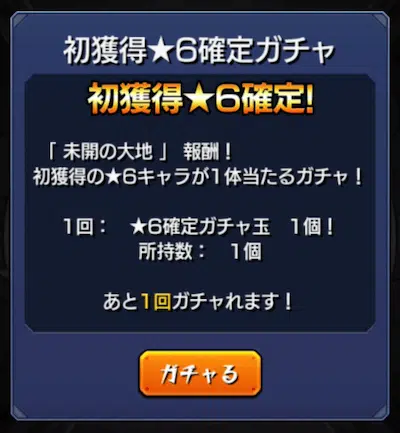 初獲得★6確定ガチャ
初獲得★6確定!
「 未開の大地 」 報酬！
初獲得の★6キャラが1体当たるガチャ！
1回： ★6確定ガチャ玉 1個！
所持数： 1個
あと1回ガチャれます！
ガチャる